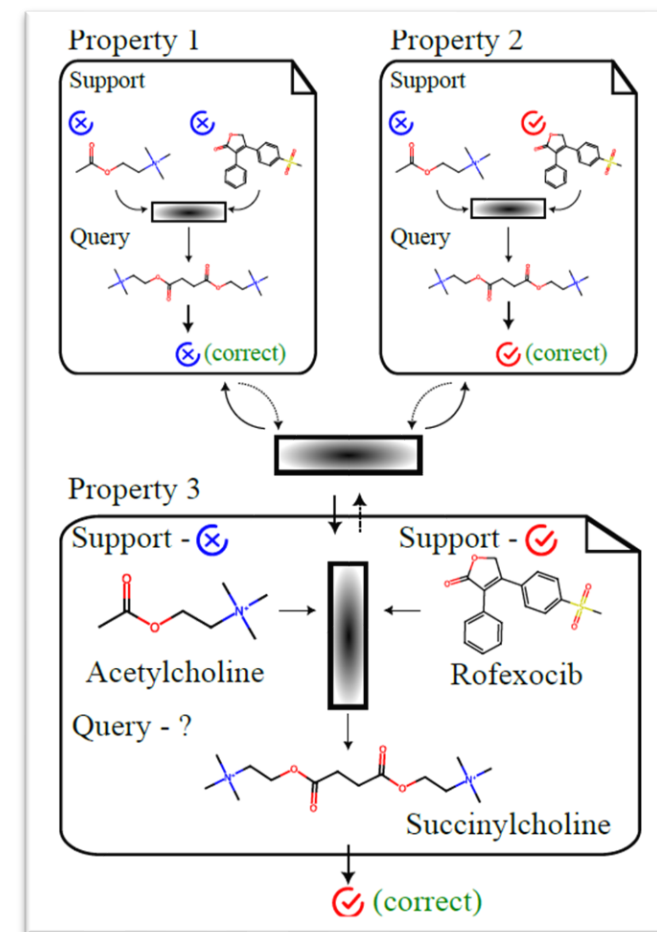 Property 1
Support
Query
(correct)
Property 2
Support
Query
(correct)
Property 3
Support -
Support -
Acetylcholine
Rofexocib
Query - ?
Succinylcholine
(correct)